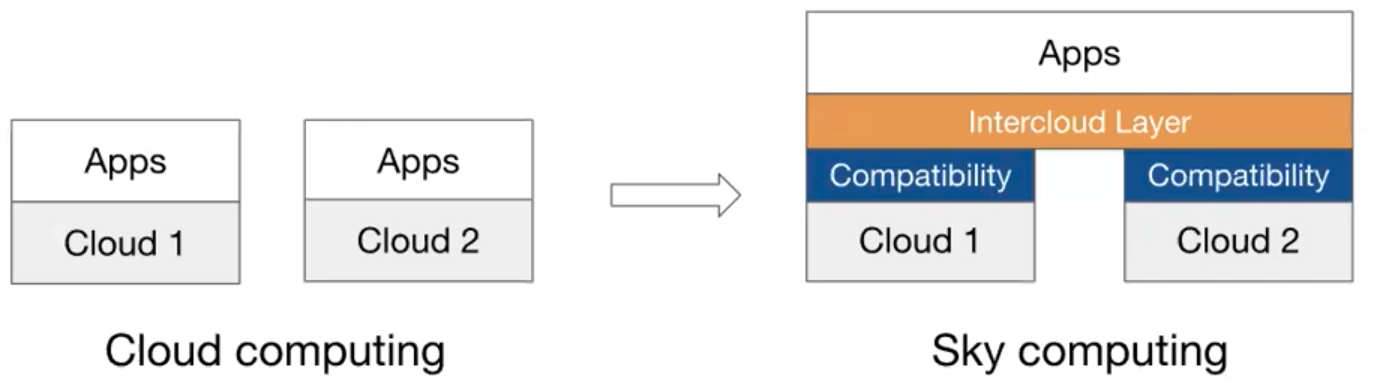 Apps
Cloud 1
Apps
Cloud 2
Cloud computing
Apps
Intercloud Layer
Compatibility
Compatibility
Cloud 1
Cloud 2
Sky computing